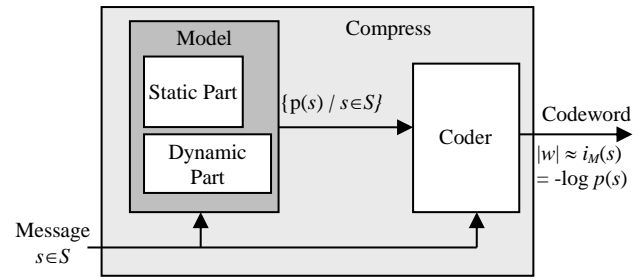 Model
Compress
Static Part
Dynamic
Part
{p(s) / s∈S}
Coder
Codeword
|w| ≈ i_M(s)
= -log p(s)
Message
s∈S